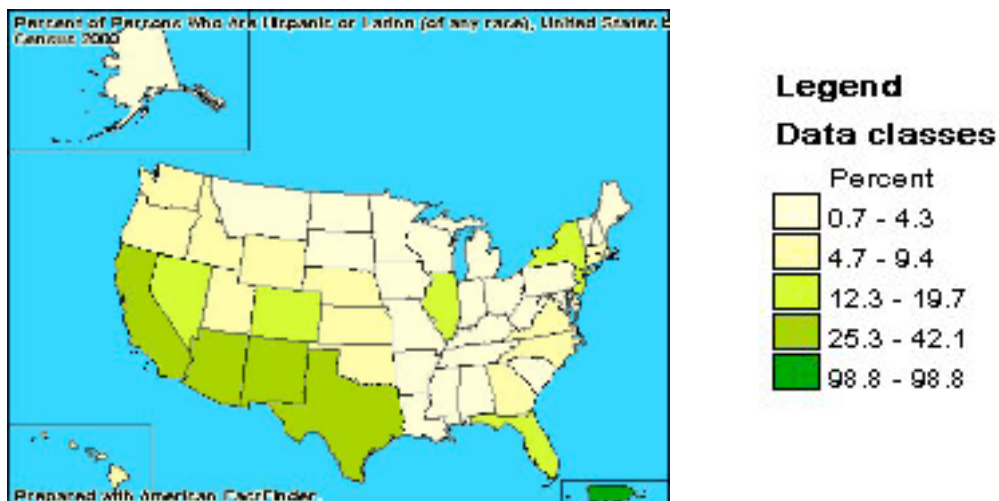 Percent of Persons Who Are Hispanic or Latino (of any race), United States
Census 2000
Prepared with American FactFinder.
Legend
Data classes
Percent
0.7 - 4.3
4.7 - 9.4
12.3 - 19.7
25.3 - 42.1
98.8 - 98.8